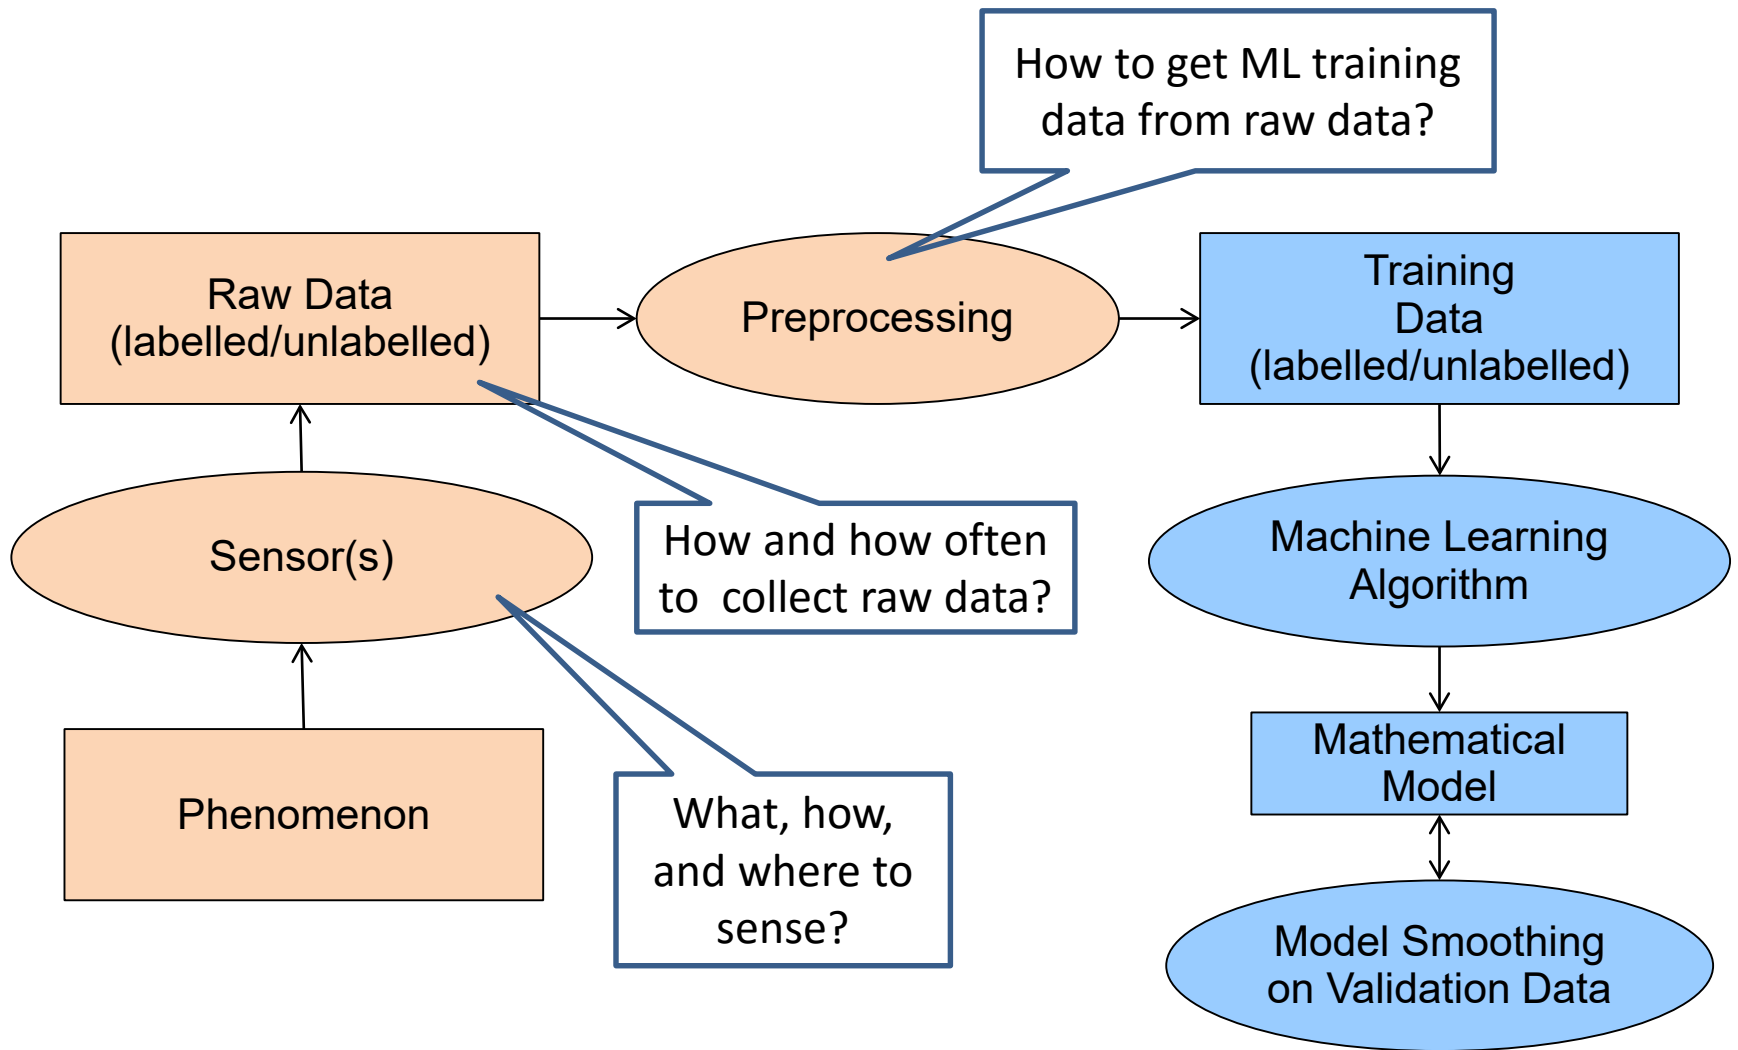 How to get ML training
data from raw data?
Raw Data
(labelled/unlabelled)
Preprocessing
Training
Data
(labelled/unlabelled)
Sensor(s)
How and how often
to  collect raw data?
Machine Learning
Algorithm
Phenomenon
What, how,
and where to
sense?
Mathematical
Model
Model Smoothing
on Validation Data